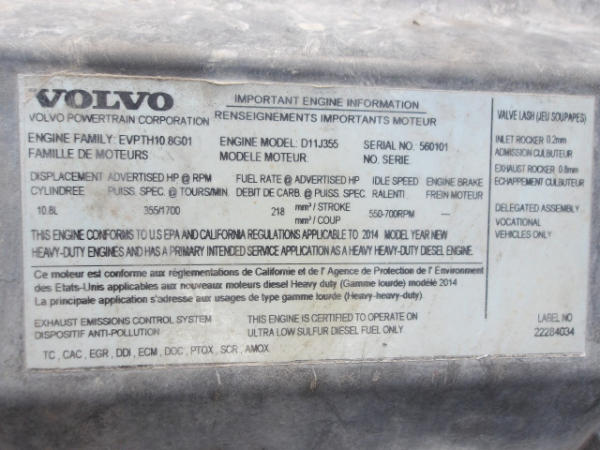 VOLVO
VOLVO POWERTRAIN CORPORATION
IMPORTANT ENGINE INFORMATION
RENSEIGNEMENTS IMPORTANTS MOTEUR
ENGINE FAMILY: EVPTH10.8G01 ENGINE MODEL: D11J355 SERIAL NO: 560101
FAMILLE DE MOTEURS MODELE MOTEUR: NO. SERIE:
DISPLACEMENT ADVERTISED HP @ RPM FUEL RATE @ ADVERTISED HP IDLE SPEED ENGINE BRAKE
CYLINDREE PUISS. SPEC. @ TOURS/MIN. DEBIT DE CARB. @ PUISS. SPEC RALENTI FREIN MOTEUR
10.8L 355/1700 218 mm³ / STROKE 550-700RPM —
mm³ / COUP
THIS ENGINE CONFORMS TO U.S EPA AND CALIFORNIA REGULATIONS APPLICABLE TO 2014 MODEL YEAR NEW
HEAVY-DUTY ENGINES AND HAS A PRIMARY INTENDED SERVICE APPLICATION AS A HEAVY HEAVY-DUTY DIESEL ENGINE.
Ce moteur est conforme aux réglementations de Californie et de l' Agence de Protection de l' Environment
des Etats-Unis applicables aux nouveaux moteurs diesel Heavy duty (Gamme lourde) modèle 2014
La principale application s'adresse aux usages de type gamme lourde (Heavy-heavy-duty).
EXHAUST EMISSIONS CONTROL SYSTEM
DISPOSITIF ANTI-POLLUTION
THIS ENGINE IS CERTIFIED TO OPERATE ON
ULTRA LOW SULFUR DIESEL FUEL ONLY
TC , CAC, EGR, DDI, ECM, DOC, PTOX, SCR, AMOX.
VALVE LASH (JEU SOUPAPES)
INLET ROCKER 0.2mm
ADMISSION CULBUTEUR
EXHAUST ROCKER 0.8mm
ECHAPPEMENT CULBUTEUR
DELEGATED ASSEMBLY
VOCATIONAL
VEHICLES ONLY
LABEL NO
22284034